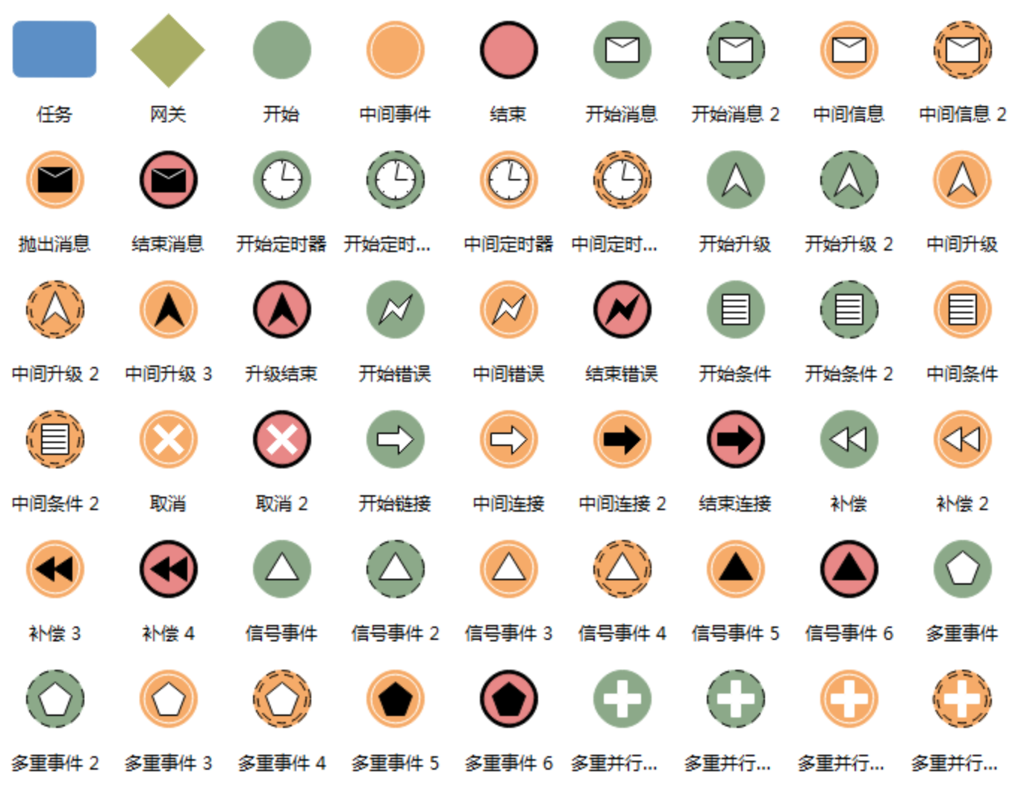 任务 网关 开始 中间事件 结束 开始消息 开始消息 2 中间信息 中间信息 2
抛出消息 结束消息 开始定时器 开始定时... 中间定时器 中间定时... 开始升级 开始升级 2 中间升级
中间升级 2 中间升级 3 升级结束 开始错误 中间错误 结束错误 开始条件 开始条件 2 中间条件
中间条件 2 取消 取消 2 开始链接 中间连接 中间连接 2 结束连接 补偿 补偿 2
补偿 3 补偿 4 信号事件 信号事件 2 信号事件 3 信号事件 4 信号事件 5 信号事件 6 多重事件
多重事件 2 多重事件 3 多重事件 4 多重事件 5 多重事件 6 多重并行... 多重并行... 多重并行... 多重并行...